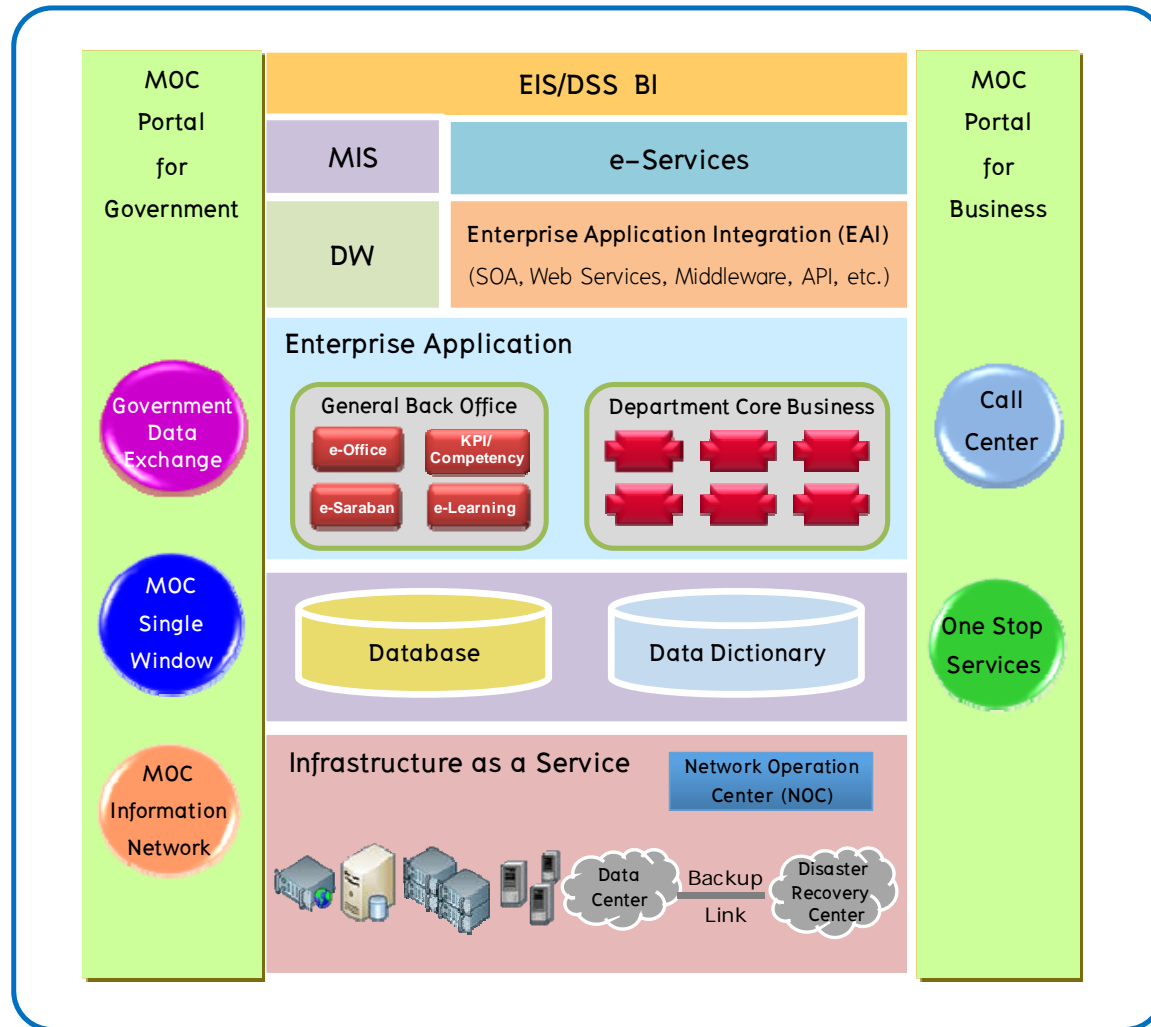 MOC
Portal
for
Government
EIS/DSS BI
MIS
e-Services
DW
Enterprise Application Integration (EAI)
(SOA, Web Services, Middleware, API, etc.)
MOC
Portal
for
Business
Enterprise Application
General Back Office
e-Office
KPI/
Competency
e-Saraban
e-Learning
Department Core Business
Government
Data
Exchange
Call
Center
MOC
Single
Window
Database
Data Dictionary
One Stop
Services
MOC
Information
Network
Infrastructure as a Service
Network Operation
Center (NOC)
Data
Center
Backup
Link
Disaster
Recovery
Center